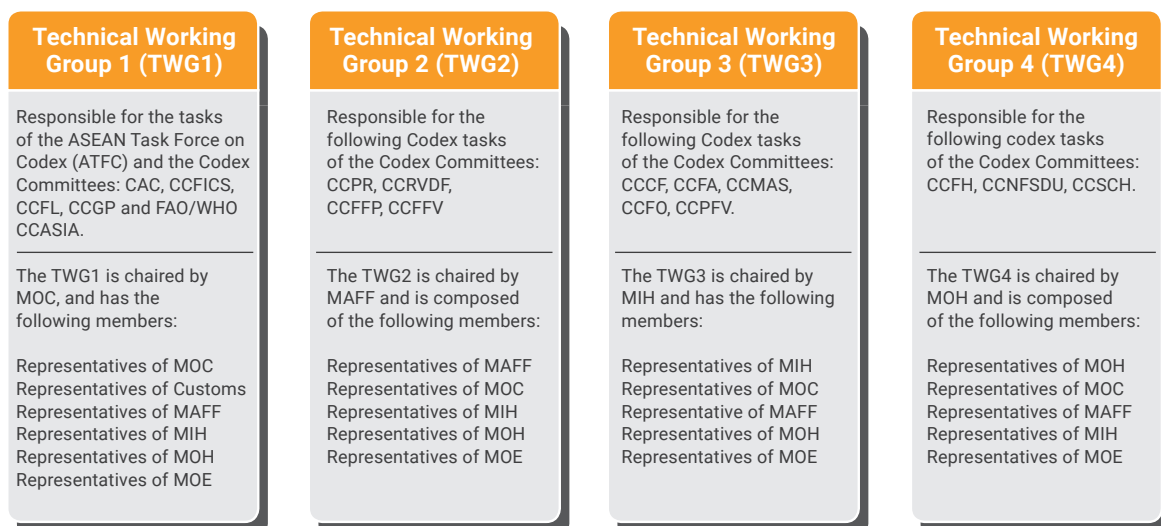 Technical Working
Group 1 (TWG1)
Responsible for the tasks
of the ASEAN Task Force on
Codex (ATFC) and the Codex
Committees: CAC, CCFICS,
CCFL, CCGP and FAO/WHO
CCASIA.
The TWG1 is chaired by
MOC, and has the
following members:
Representatives of MOC
Representatives of Customs
Representatives of MAFF
Representatives of MIH
Representatives of MOH
Representatives of MOE
Technical Working
Group 2 (TWG2)
Responsible for the
following Codex tasks
of the Codex Committees:
CCPR, CCRVDF,
CCFFP, CCFFV
The TWG2 is chaired by
MAFF and is composed
of the following members:
Representatives of MAFF
Representatives of MOC
Representatives of MIH
Representatives of MOH
Representatives of MOE
Technical Working
Group 3 (TWG3)
Responsible for the
following Codex tasks
of the Codex Committees:
CCCF, CCFA, CCMAS,
CCFO, CCPFV.
The TWG3 is chaired by
MIH and has the following
members:
Representatives of MIH
Representatives of MOC
Representative of MAFF
Representatives of MOH
Representatives of MOE
Technical Working
Group 4 (TWG4)
Responsible for the
following codex tasks
of the Codex Committees:
CCFH, CCNFSDU, CCSCH.
The TWG4 is chaired by
MOH and is composed
of the following members:
Representatives of MOH
Representatives of MOC
Representatives of MAFF
Representatives of MIH
Representatives of MOE